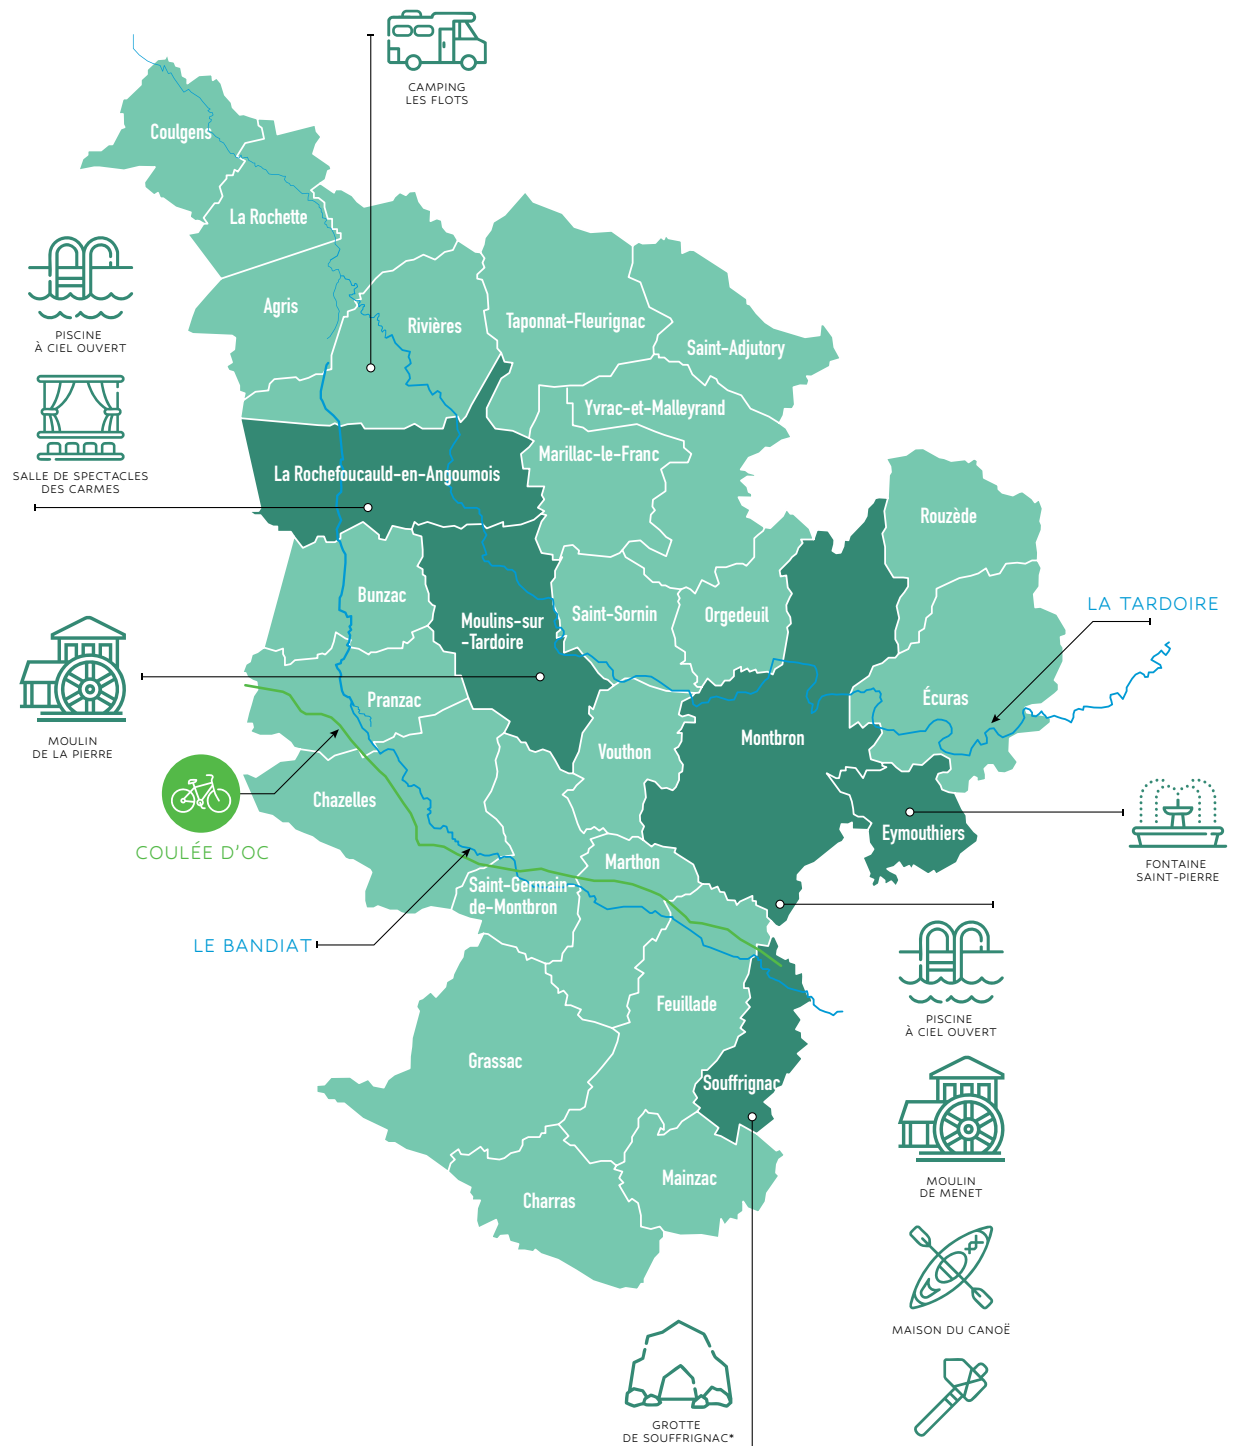 CAMPING
LES FLOTS
Coulgens
La Rochette
Agris
Rivières
Taponnat-Fleurignac
Saint-Adjutory
PISCINE
À CIEL OUVERT
Yvrac-et-Malleyrand
Marillac-le-Franc
La Rochefoucauld-en-Angoumois
SALLE DE SPECTACLES
DES CARMES
Rouzède
Bunzac
Moulins-sur
-Tardoire
Saint-Sornin
Orgedeuil
LA TARDOIRE
Pranzac
Écuras
MOULIN
DE LA PIERRE
Vouthon
Montbron
Chazelles
Eymouthiers
COULÉE D'OC
Marthon
FONTAINE
SAINT-PIERRE
Saint-Germain
de-Montbron
LE BANDIAT
Feuillade
PISCINE
À CIEL OUVERT
Grassac
Souffrignac
Mainzac
MOULIN
DE MENET
Charras
MAISON DU CANOË
GROTTE
DE SOUFFRIGNAC*